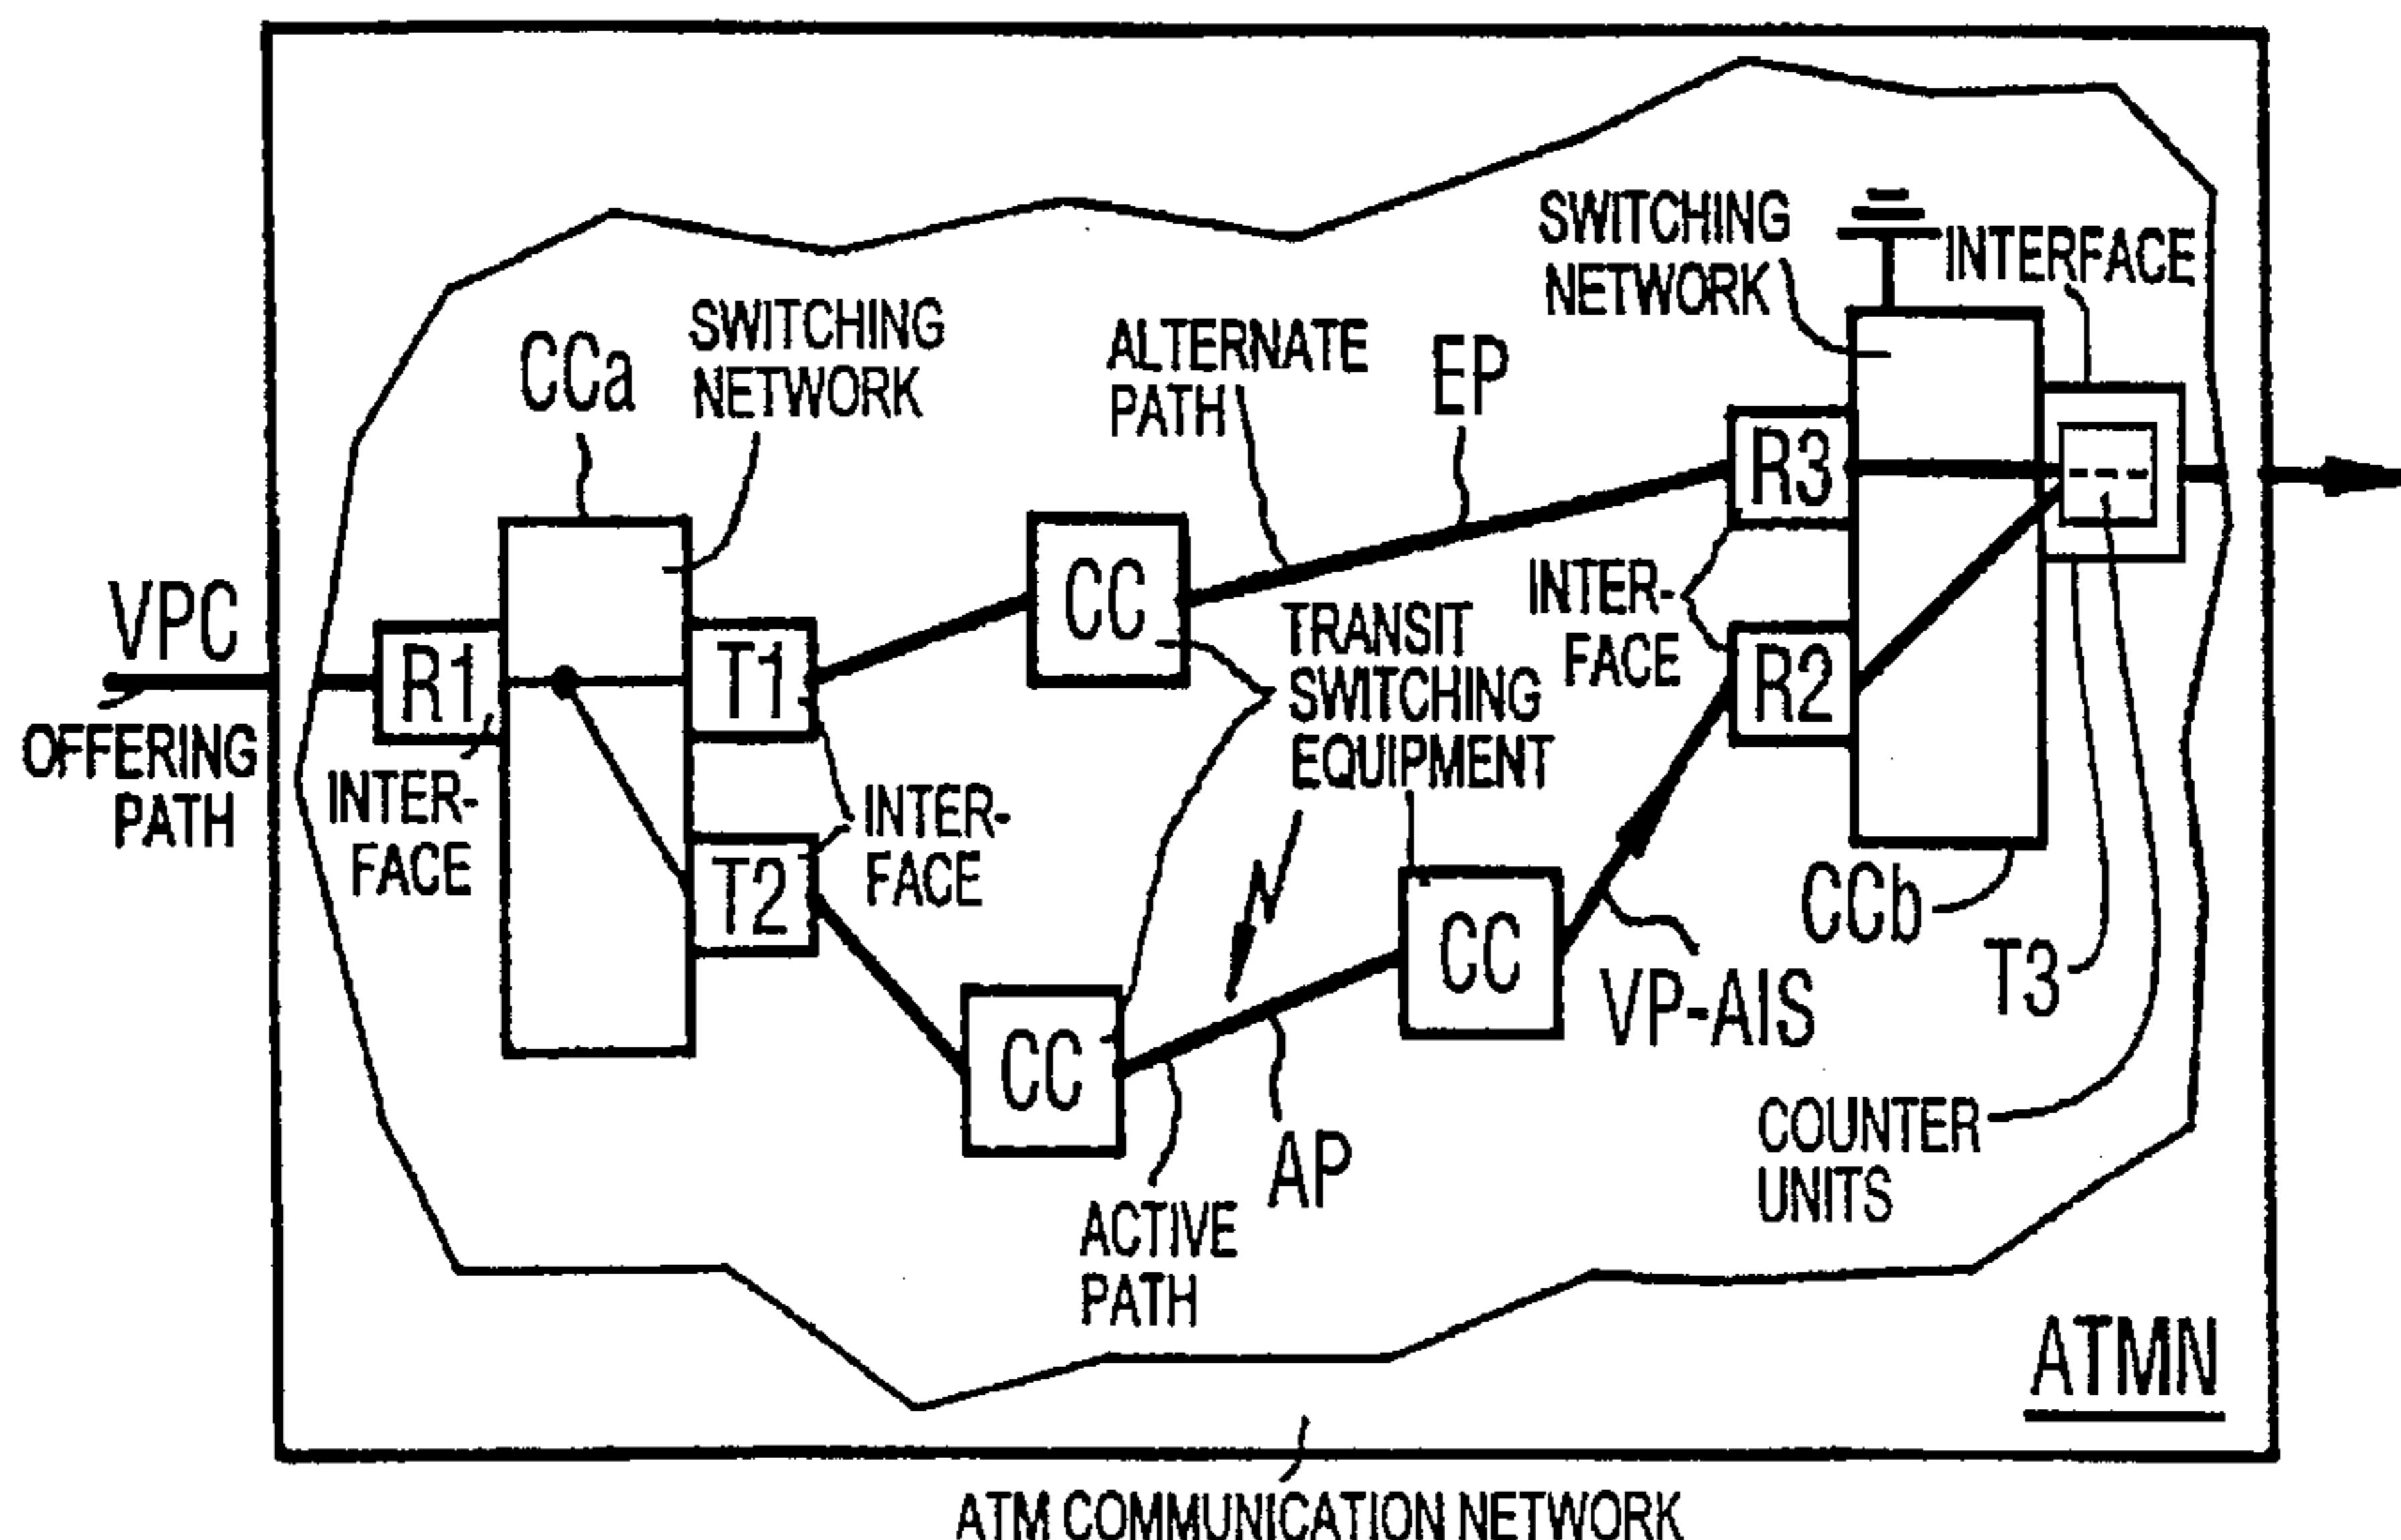 SWITCHING
NETWORK
INTERFACE
CCa
SWITCHING
NETWORK
ALTERNATE
PATH
EP
R3
VPC
OFFERING
PATH
R1
INTER-
FACE
T1
CC
TRANSIT
SWITCHING
EQUIPMENT
INTER-
FACE
R2
T2
INTER-
FACE
CC
CC
VP-AIS
CCb
T3
ACTIVE
PATH
AP
COUNTER
UNITS
ATMN
ATM COMMUNICATION NETWORK